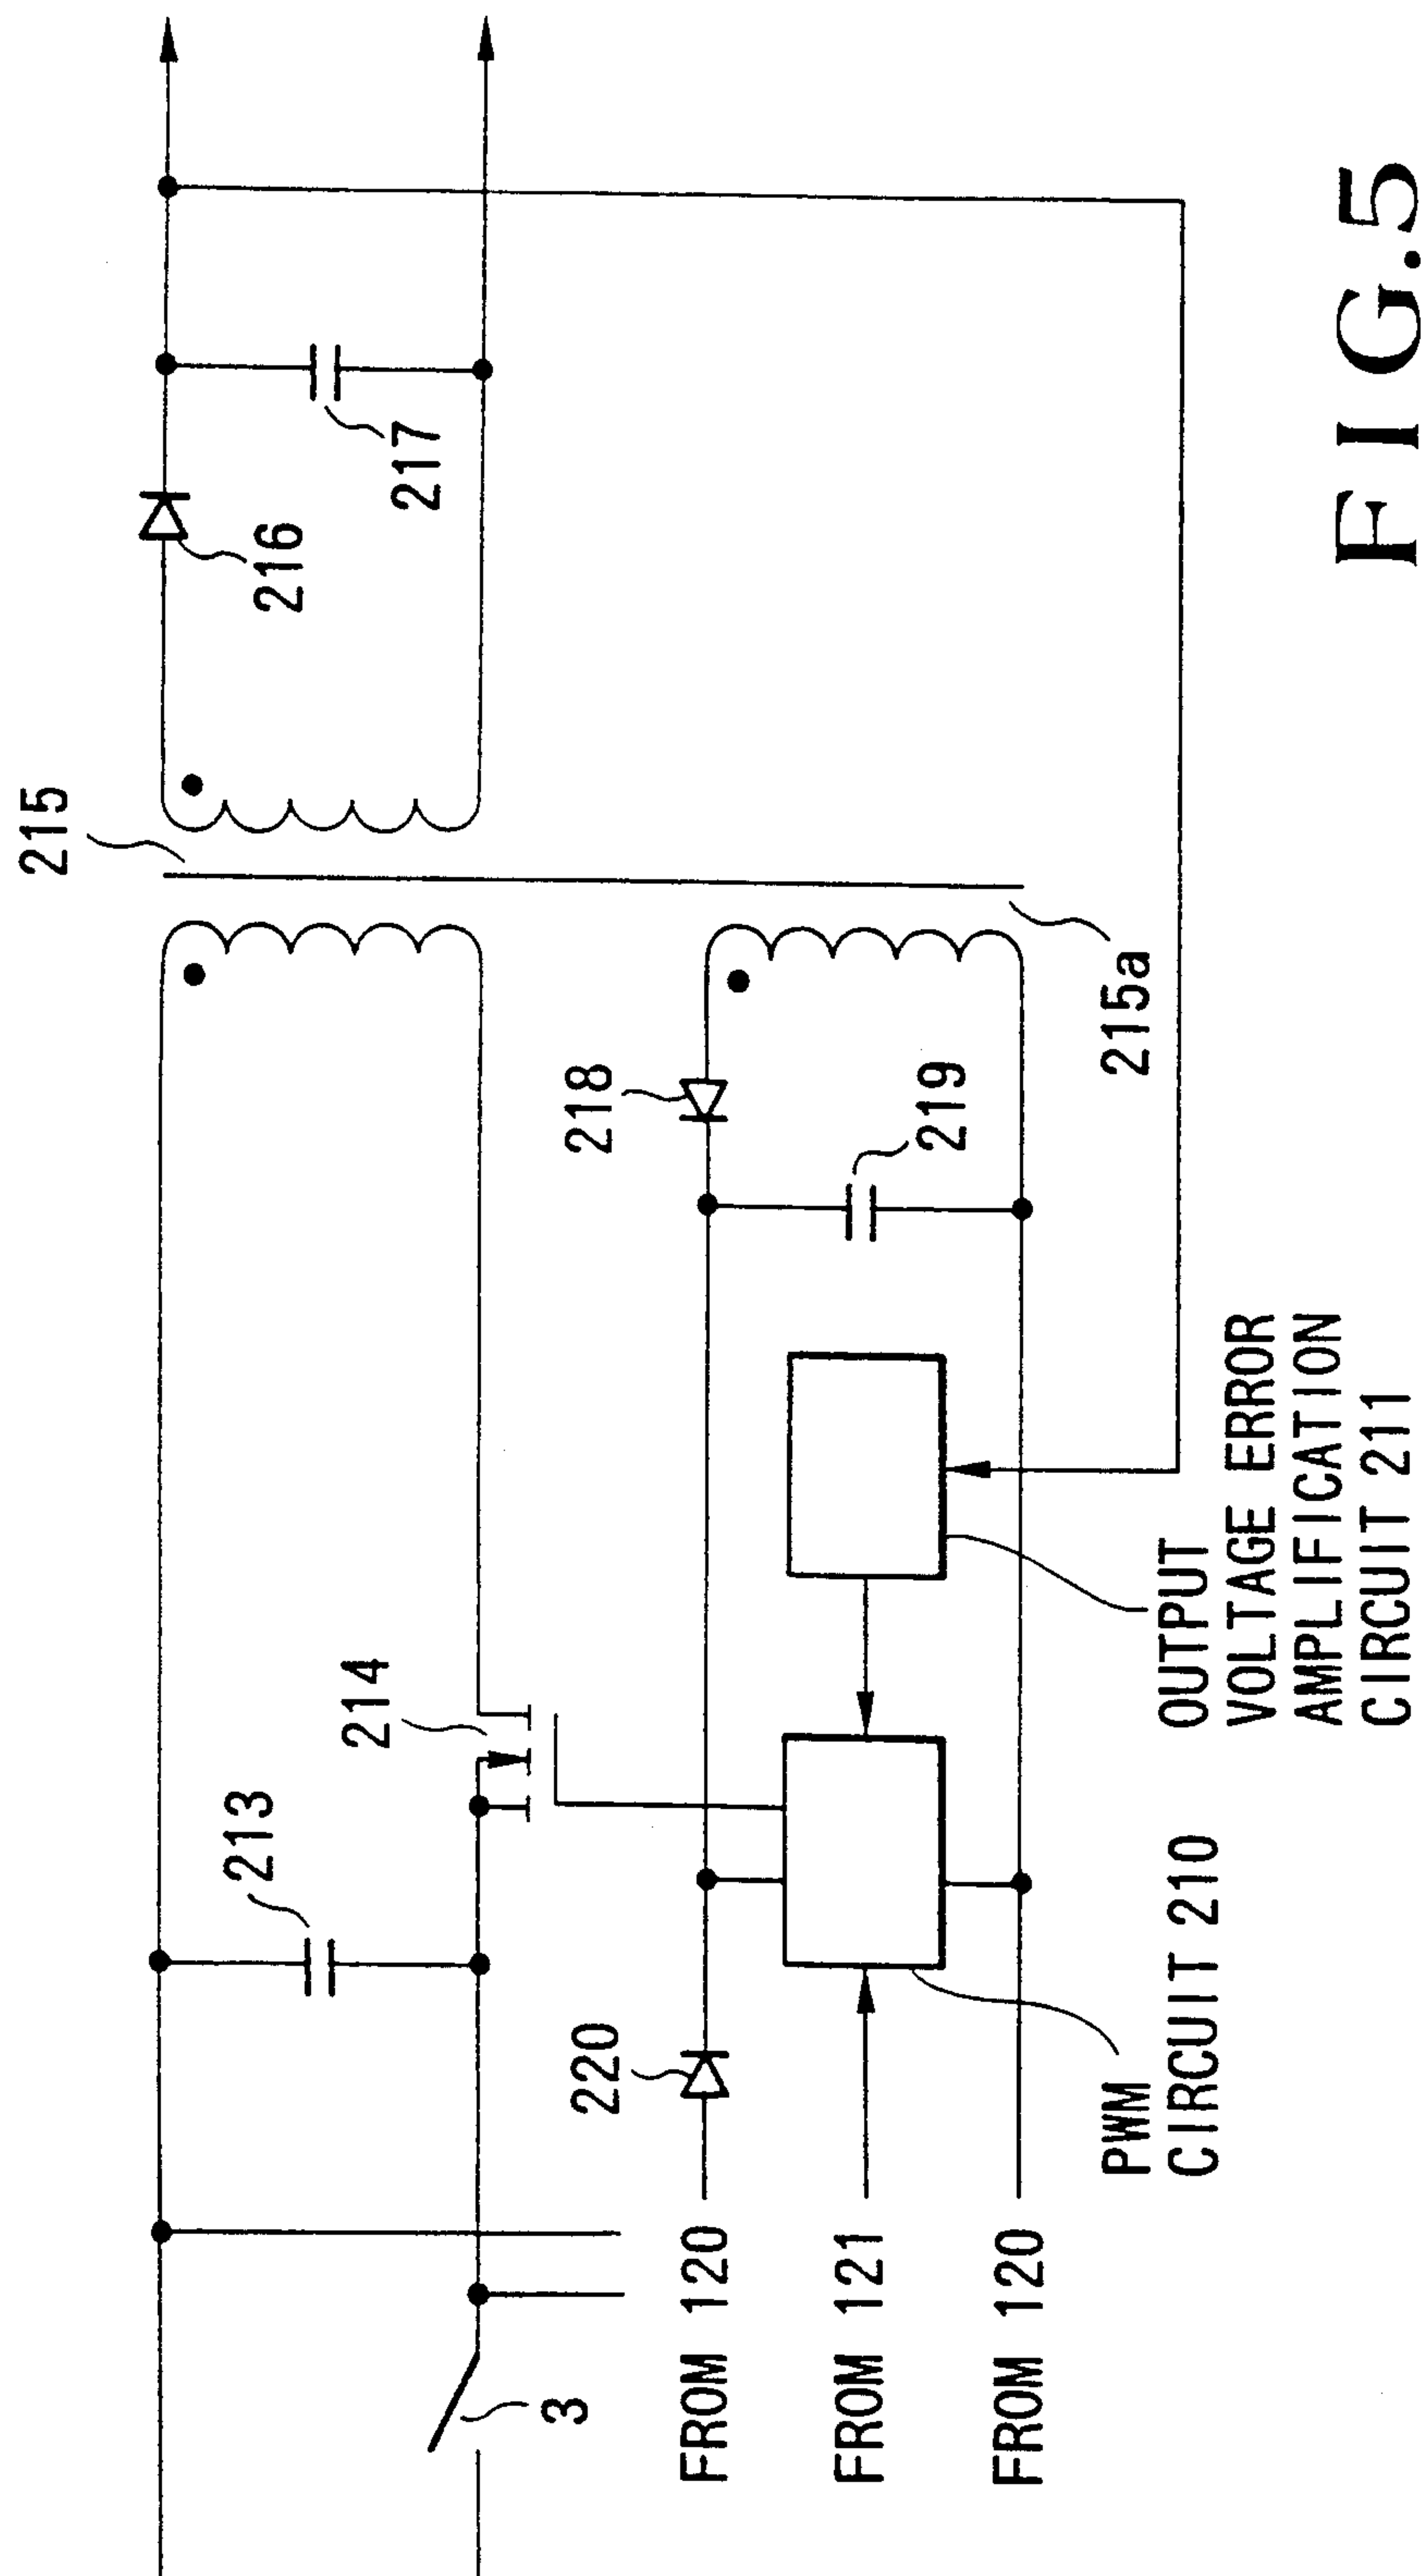 215
216
217
213
214
218
219
215a
220
3
FROM 120
FROM 121
FROM 120
PWM
CIRCUIT 210
OUTPUT
VOLTAGE ERROR
AMPLIFICATION
CIRCUIT 211
FIG.5